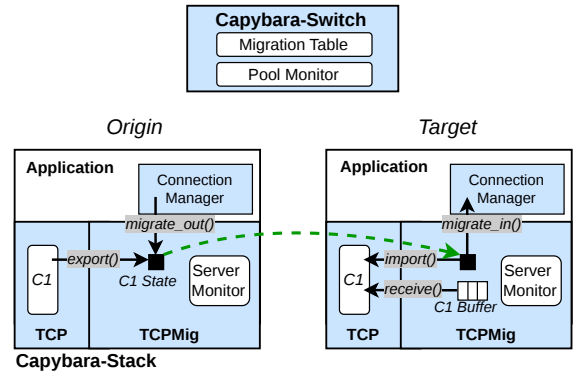 Capybara-Switch
Migration Table
Pool Monitor
Origin
Target
Application
Connection
Manager
migrate_out()
C1
export()
C1 State
Server
Monitor
TCP
TCPMig
Application
Connection
Manager
migrate_in()
C1
import()
receive()
C1 Buffer
Server
Monitor
TCP
TCPMig
Capybara-Stack